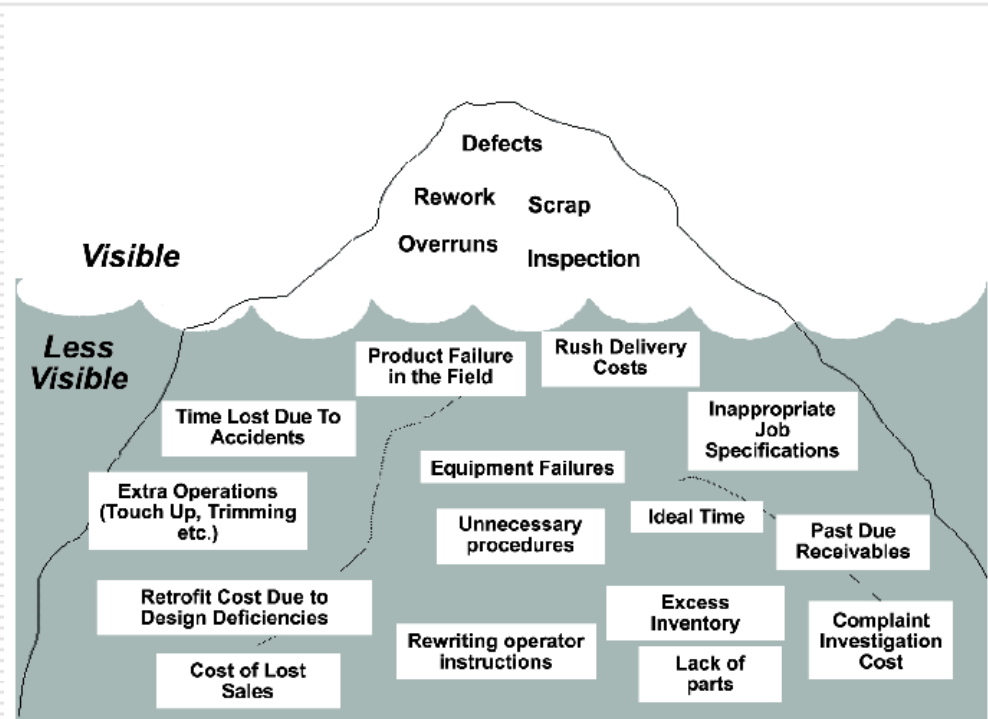 Defects
Rework
Scrap
Overruns
Inspection
Visible
Less
Visible
Product Failure
in the Field
Rush Delivery
Costs
Time Lost Due To
Accidents
Inappropriate
Job
Specifications
Equipment Failures
Extra Operations
(Touch Up, Trimming
etc.)
Unnecessary
procedures
Ideal Time
Past Due
Receivables
Retrofit Cost Due to
Design Deficiencies
Excess
Inventory
Rewriting operator
instructions
Complaint
Investigation
Cost
Cost of Lost
Sales
Lack of
parts